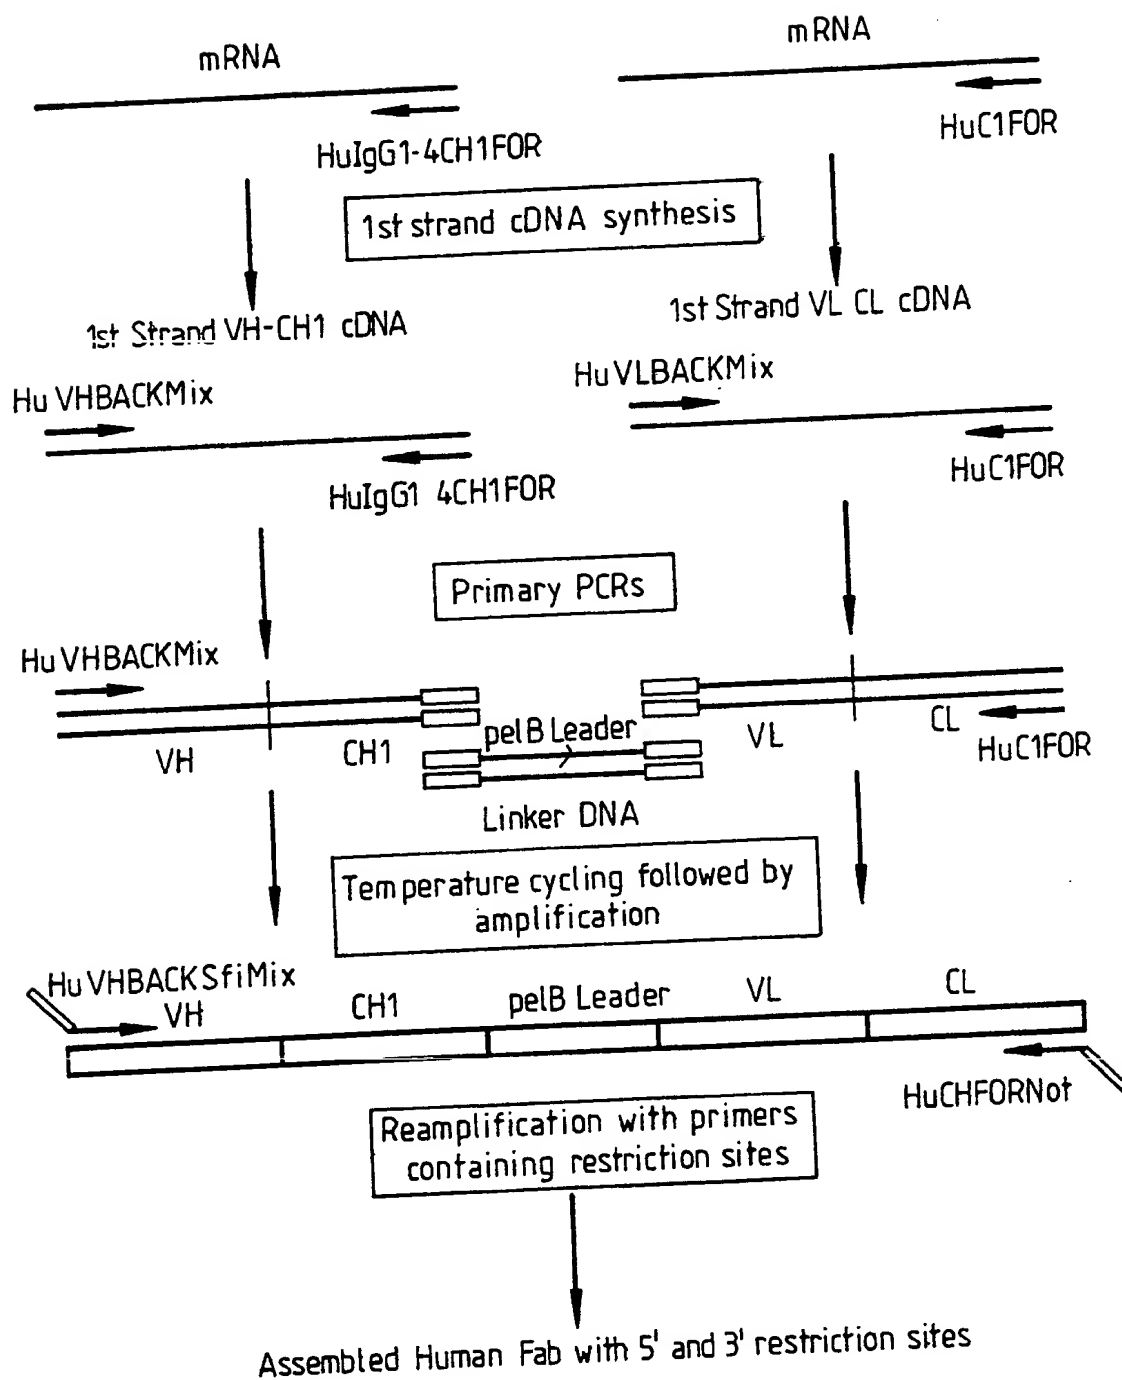 mRNA
mRNA
HuIgG1-4CH1FOR
HuC1FOR
1st strand cDNA synthesis
1st Strand VH-CH1 cDNA
1st Strand VL CL cDNA
Hu VHBACKMix
Hu VLBACKMix
HuIgG1 4CH1FOR
HuC1FOR
Primary PCRs
Hu VHBACKMix
VH
CH1
pelB Leader
VL
CL
HuC1FOR
Linker DNA
Temperature cycling followed by
amplification
Hu VHBACKSfiMix
VH
CH1
pelB Leader
VL
CL
HuCHFORNot
Reamplification with primers
containing restriction sites
Assembled Human Fab with 5' and 3' restriction sites